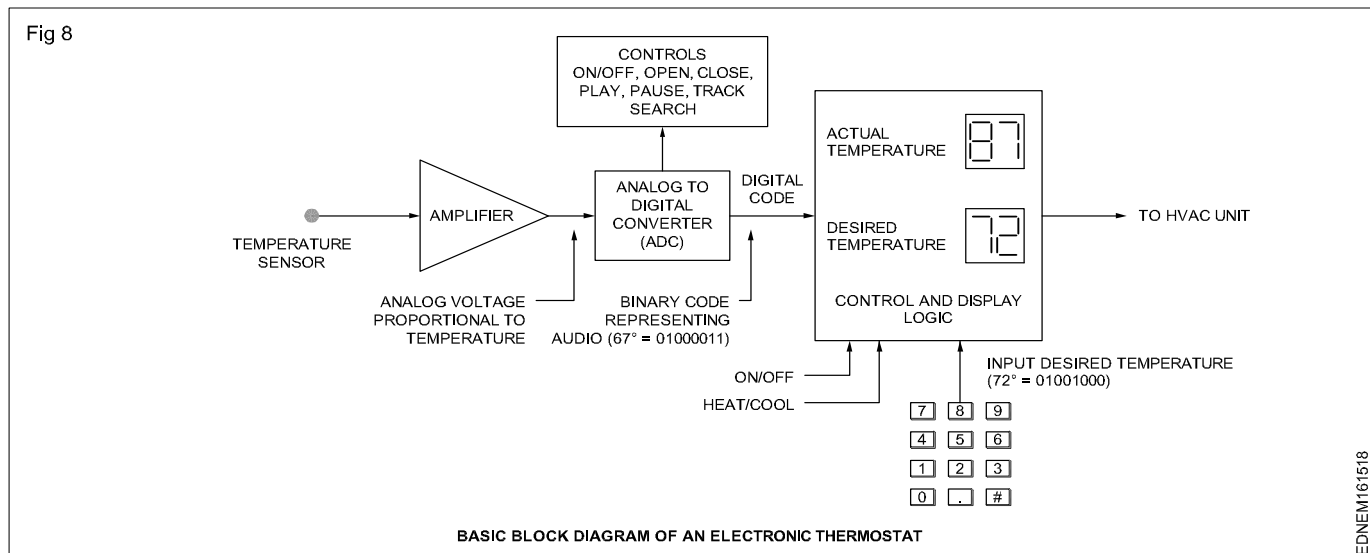 Fig 8
CONTROLS
ON/OFF, OPEN, CLOSE,
PLAY, PAUSE, TRACK
SEARCH
TEMPERATURE
SENSOR
AMPLIFIER
ANALOG VOLTAGE
PROPORTIONAL TO
TEMPERATURE
ANALOG TO
DIGITAL
CONVERTER
(ADC)
DIGITAL
CODE
BINARY CODE
REPRESENTING
AUDIO (67° = 01000011)
ACTUAL
TEMPERATURE
87
DESIRED
TEMPERATURE
72
CONTROL AND DISPLAY
LOGIC
TO HVAC UNIT
ON/OFF
HEAT/COOL
INPUT DESIRED TEMPERATURE
(72° = 01001000)
7 8 9
4 5 6
1 2 3
0 . #
BASIC BLOCK DIAGRAM OF AN ELECTRONIC THERMOSTAT
EDNEM161518